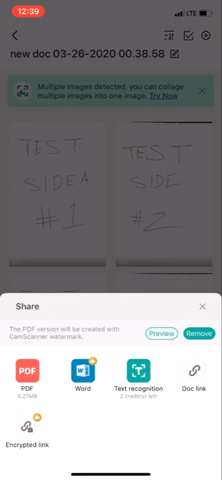 12:39
LTE
new doc 03-26-2020 00.38.58
Multiple images detected, you can collage
multiple images into one image. Try Now
TEST
SIDE A
#1
TEST
SIDE
#2
Share
The PDF version will be created with
CamScanner watermark.
Preview
Remove
PDF
PDF
0.27MB
W
Word
T
Text recognition
2 credit(s) left
Doc link
Encrypted link